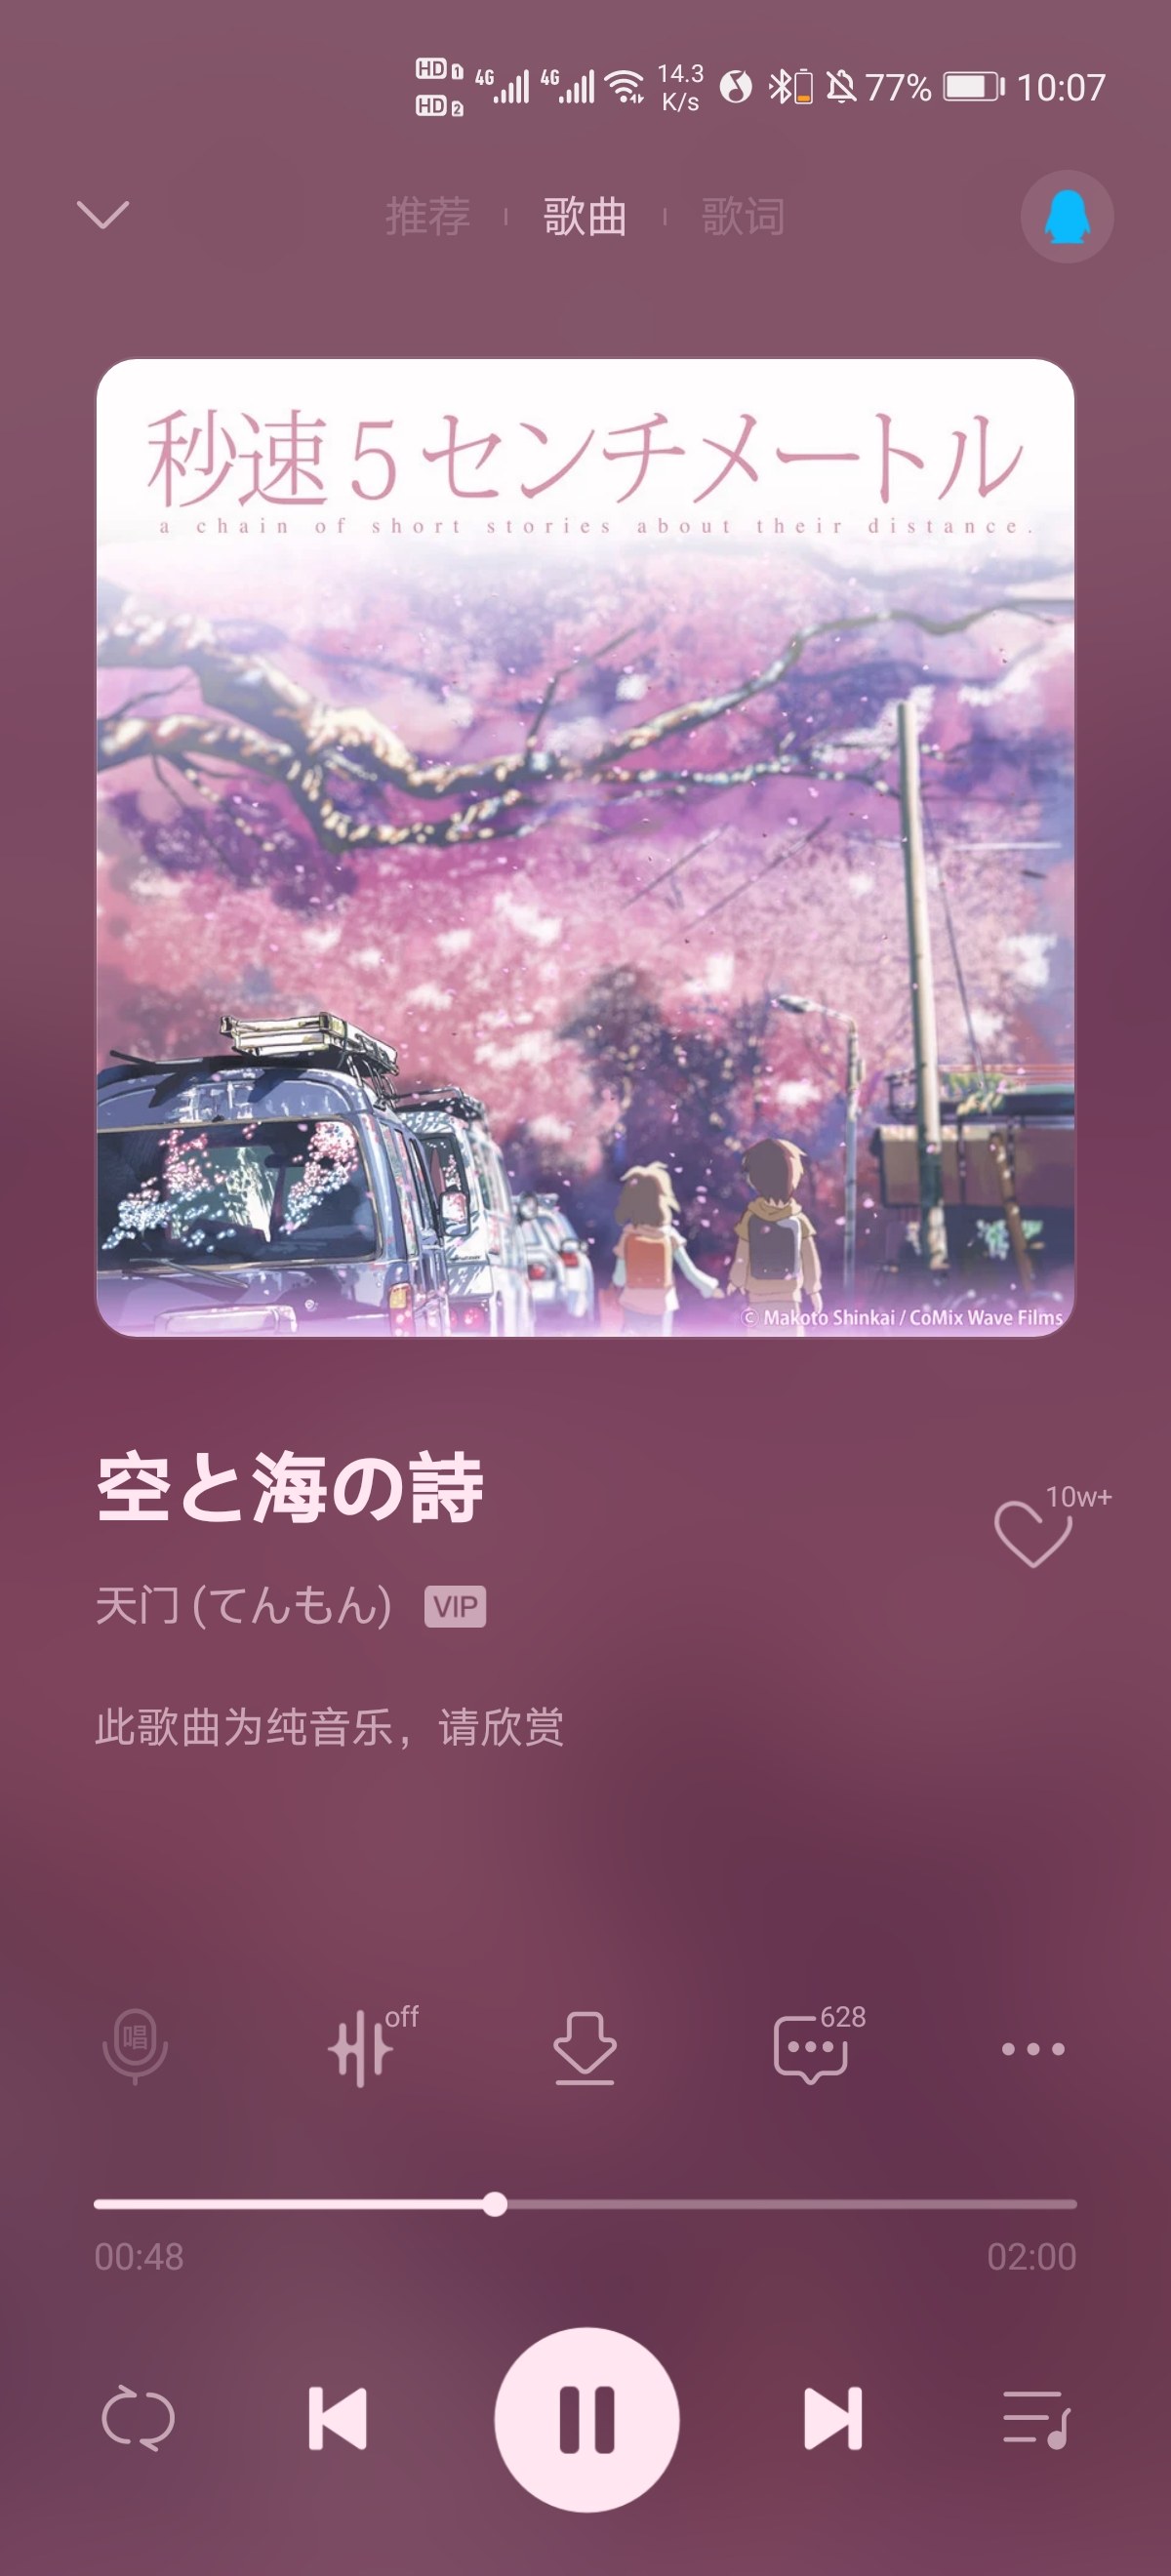 HD 1 4G 4G 14.3 77% 10:07
HD 2 K/s
推荐 歌曲 歌词
秒速5センチメートル
a chain of short stories about their distance.
© Makoto Shinkai / CoMix Wave Films
空と海の詩
10w+
天门 (てんもん) VIP
此歌曲为纯音乐，请欣赏
唱 off 628
00:48 02:00